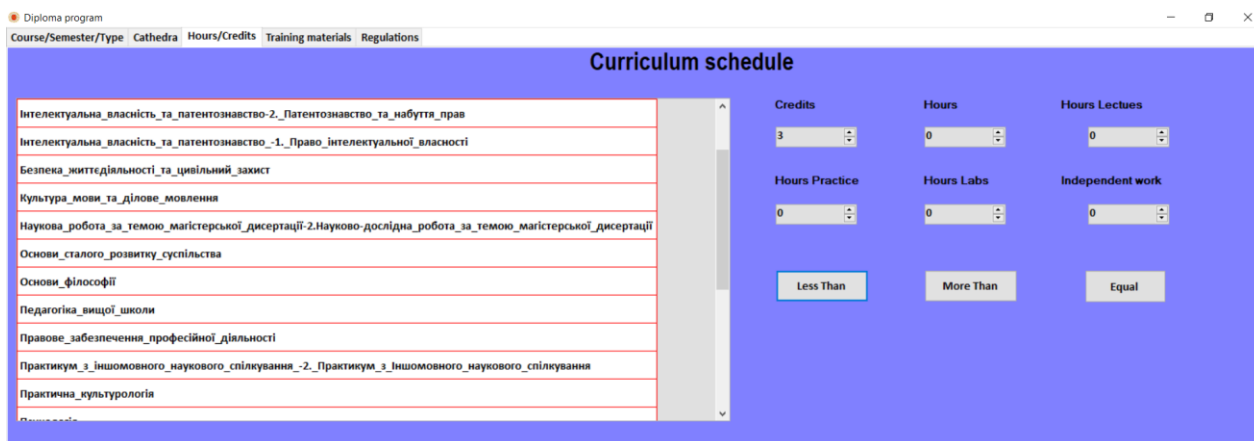 Diploma program
Course/Semester/Type Cathedra Hours/Credits Training materials Regulations
Curriculum schedule
Інтелектуальна_власність_та_патентознавство-2._Патентознавство_та_набуття_прав
Інтелектуальна_власність_та_патентознавство_-1._Право_інтелектуальної_власності
Безпека_життєдіяльності_та_цивільний_захист
Культура_мови_та_ділове_мовлення
Наукова_робота_за_темою_магістерської_дисертації-2.Науково-дослідна_робота_за_темою_магістерської_дисертації
Основи_сталого_розвитку_суспільства
Основи_філософії
Педагогіка_вищої_школи
Правове_забезпечення_професійної_діяльності
Практикум_з_іншомовного_наукового_спілкування_-2._Практикум_з_Іншомовного_наукового_спілкування
Практична_культурологія
Credits Hours Hours Lectues
3 0 0
Hours Practice Hours Labs Independent work
0 0 0
Less Than More Than Equal